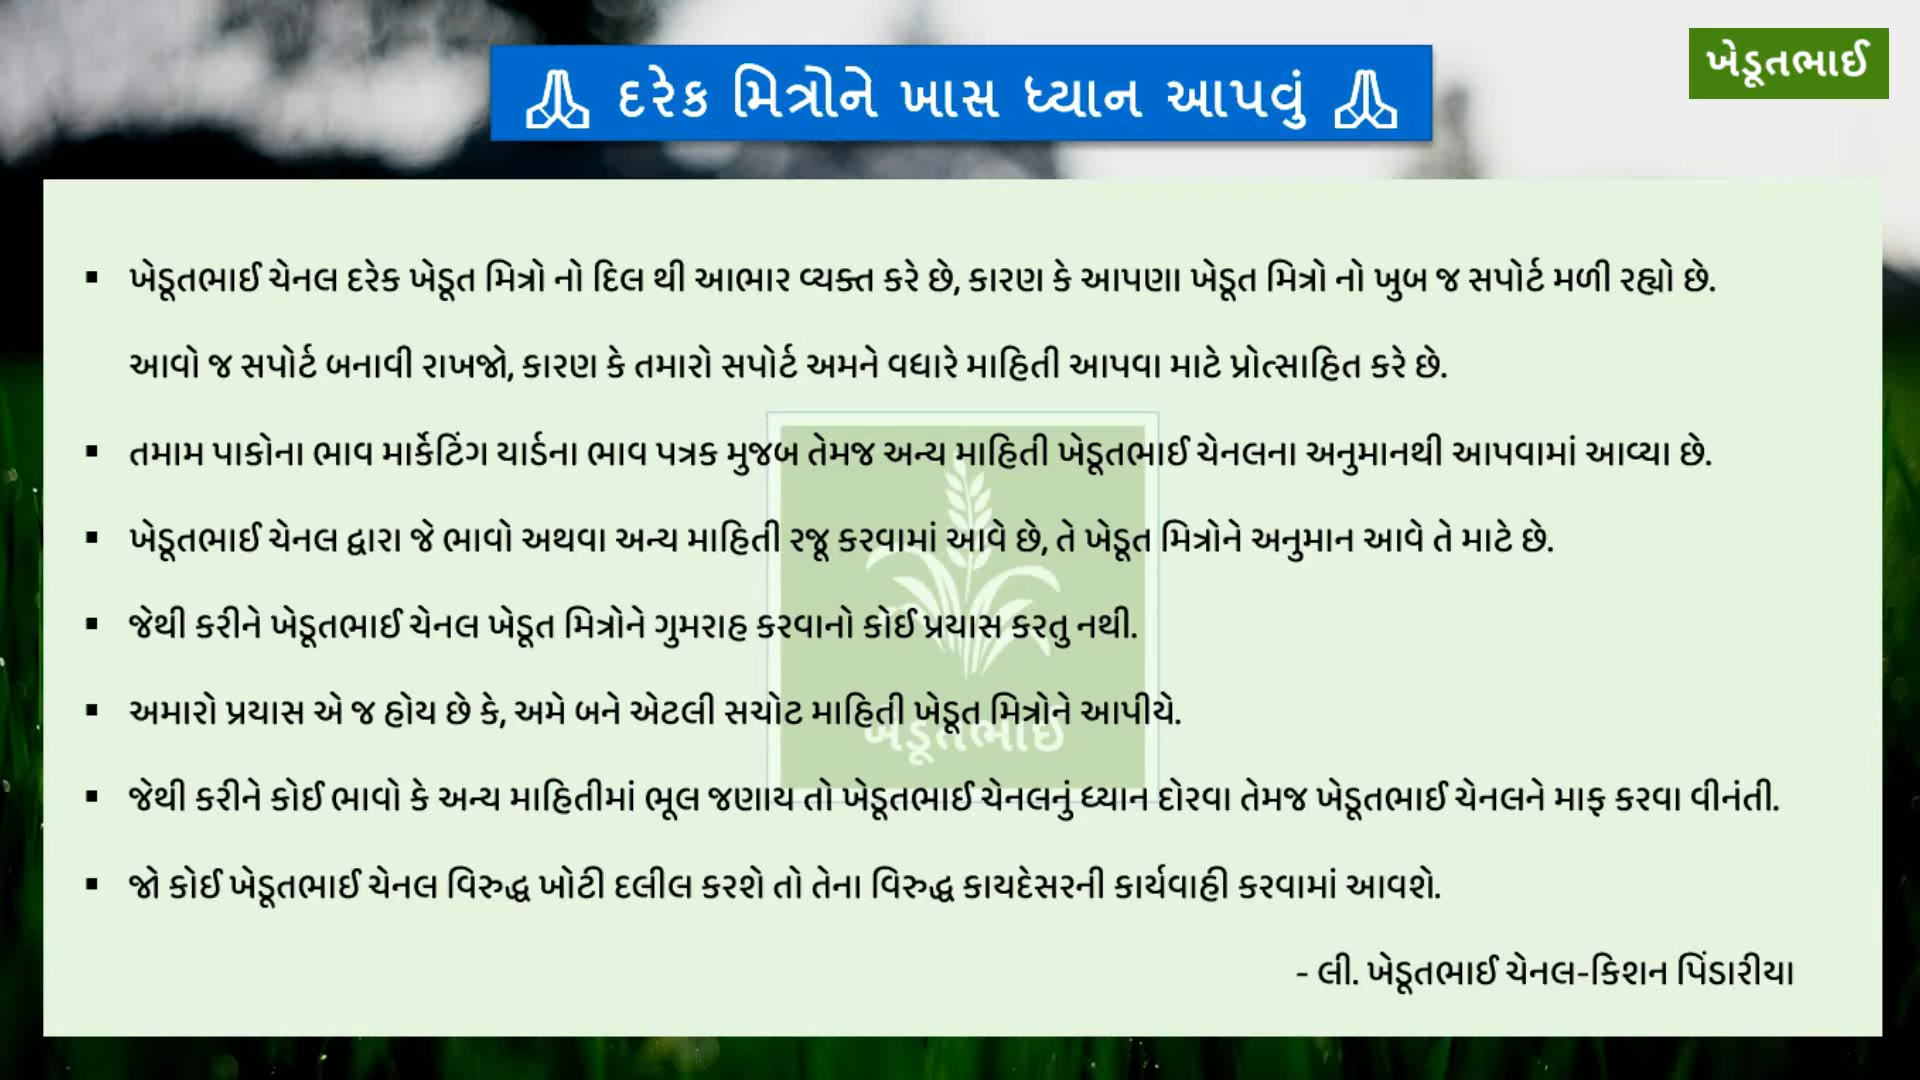 ખેડૂતભાઈ
🙏 દરેક મિત્રોને ખાસ ધ્યાન આપવું 🙏
▪ ખેડૂતભાઈ ચેનલ દરેક ખેડૂત મિત્રો નો દિલ થી આભાર વ્યક્ત કરે છે, કારણ કે આપણા ખેડૂત મિત્રો નો ખુબ જ સપોર્ટ મળી રહ્યો છે.
આવો જ સપોર્ટ બનાવી રાખજો, કારણ કે તમારો સપોર્ટ અમને વધારે માહિતી આપવા માટે પ્રોત્સાહિત કરે છે.
▪ તમામ પાકોના ભાવ માર્કેટિંગ યાર્ડના ભાવ પત્રક મુજબ તેમજ અન્ય માહિતી ખેડૂતભાઈ ચેનલના અનુમાનથી આપવામાં આવ્યા છે.
▪ ખેડૂતભાઈ ચેનલ દ્વારા જે ભાવો અથવા અન્ય માહિતી રજૂ કરવામાં આવે છે, તે ખેડૂત મિત્રોને અનુમાન આવે તે માટે છે.
▪ જેથી કરીને ખેડૂતભાઈ ચેનલ ખેડૂત મિત્રોને ગુમરાહ કરવાનો કોઈ પ્રયાસ કરતુ નથી.
▪ અમારો પ્રયાસ એ જ હોય છે કે, અમે બને એટલી સચોટ માહિતી ખેડૂત મિત્રોને આપીયે.
ખેડૂતભાઈ
▪ જેથી કરીને કોઈ ભાવો કે અન્ય માહિતીમાં ભૂલ જણાય તો ખેડૂતભાઈ ચેનલનું ધ્યાન દોરવા તેમજ ખેડૂતભાઈ ચેનલને માફ કરવા વીનંતી.
▪ જો કોઈ ખેડૂતભાઈ ચેનલ વિરુદ્ધ ખોટી દલીલ કરશે તો તેના વિરુદ્ધ કાયદેસરની કાર્યવાહી કરવામાં આવશે.
- લી. ખેડૂતભાઈ ચેનલ-કિશન પિંડારીયા